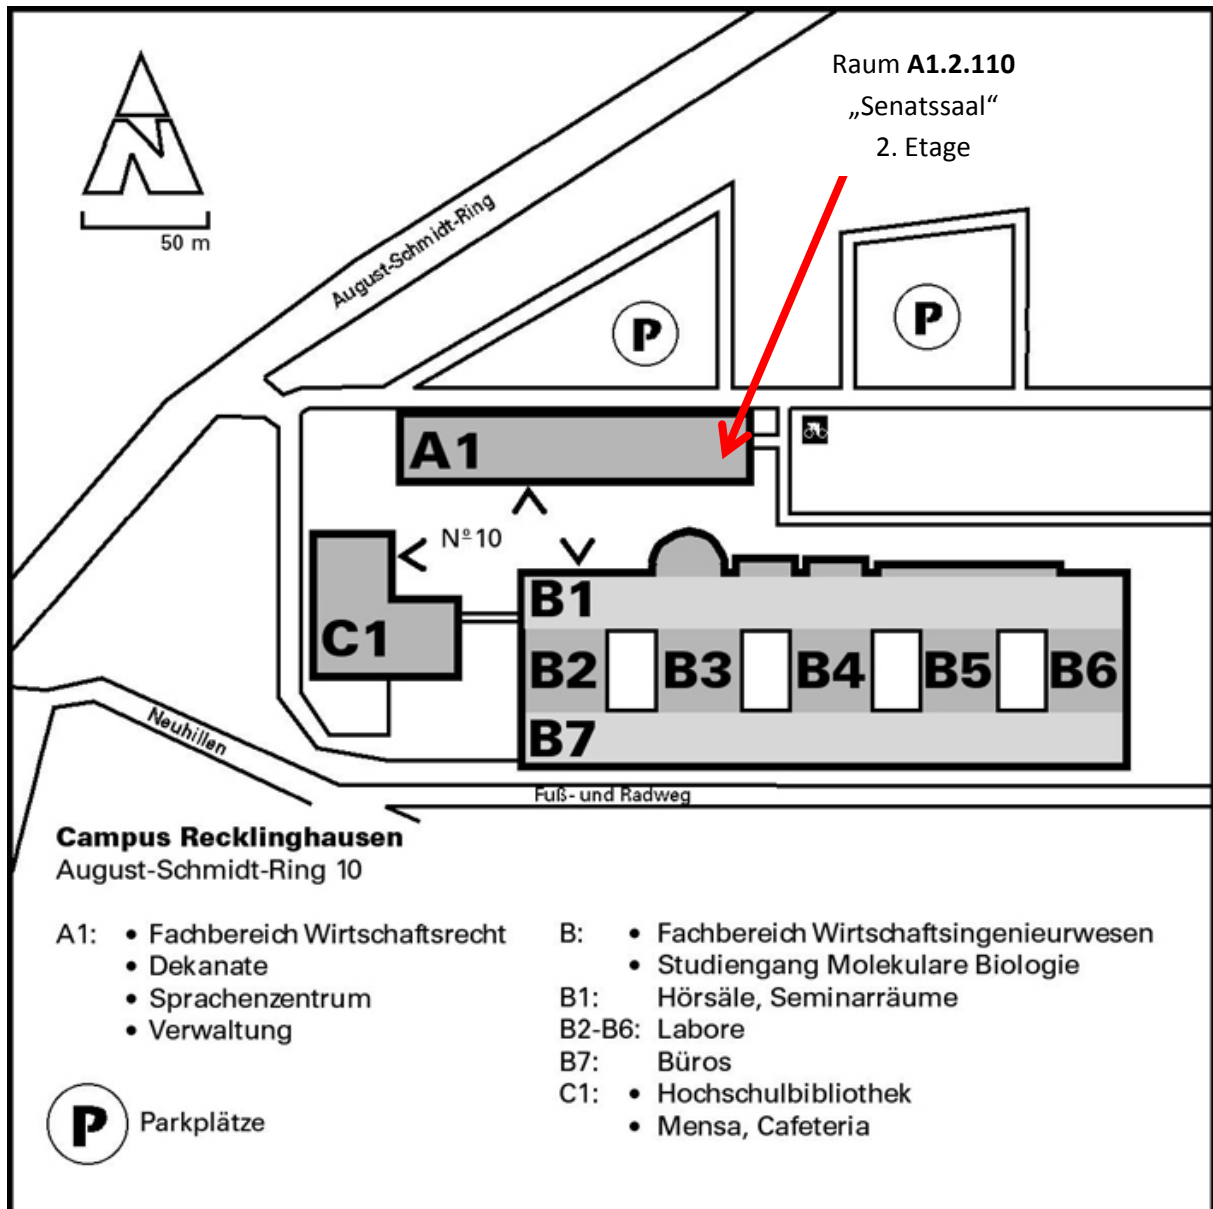 Raum A1.2.110
„Senatssaal“
2. Etage
N
50 m
August-Schmidt-Ring
P
P
A1
Nº 10
B1
C1
B2 B3 B4 B5 B6
B7
Neuhillen
Fuß- und Radweg
Campus Recklinghausen
August-Schmidt-Ring 10
A1: • Fachbereich Wirtschaftsrecht
• Dekanate
• Sprachenzentrum
• Verwaltung
B: • Fachbereich Wirtschaftsingenieurwesen
• Studiengang Molekulare Biologie
B1: Hörsäle, Seminarräume
B2-B6: Labore
B7: Büros
C1: • Hochschulbibliothek
• Mensa, Cafeteria
P Parkplätze